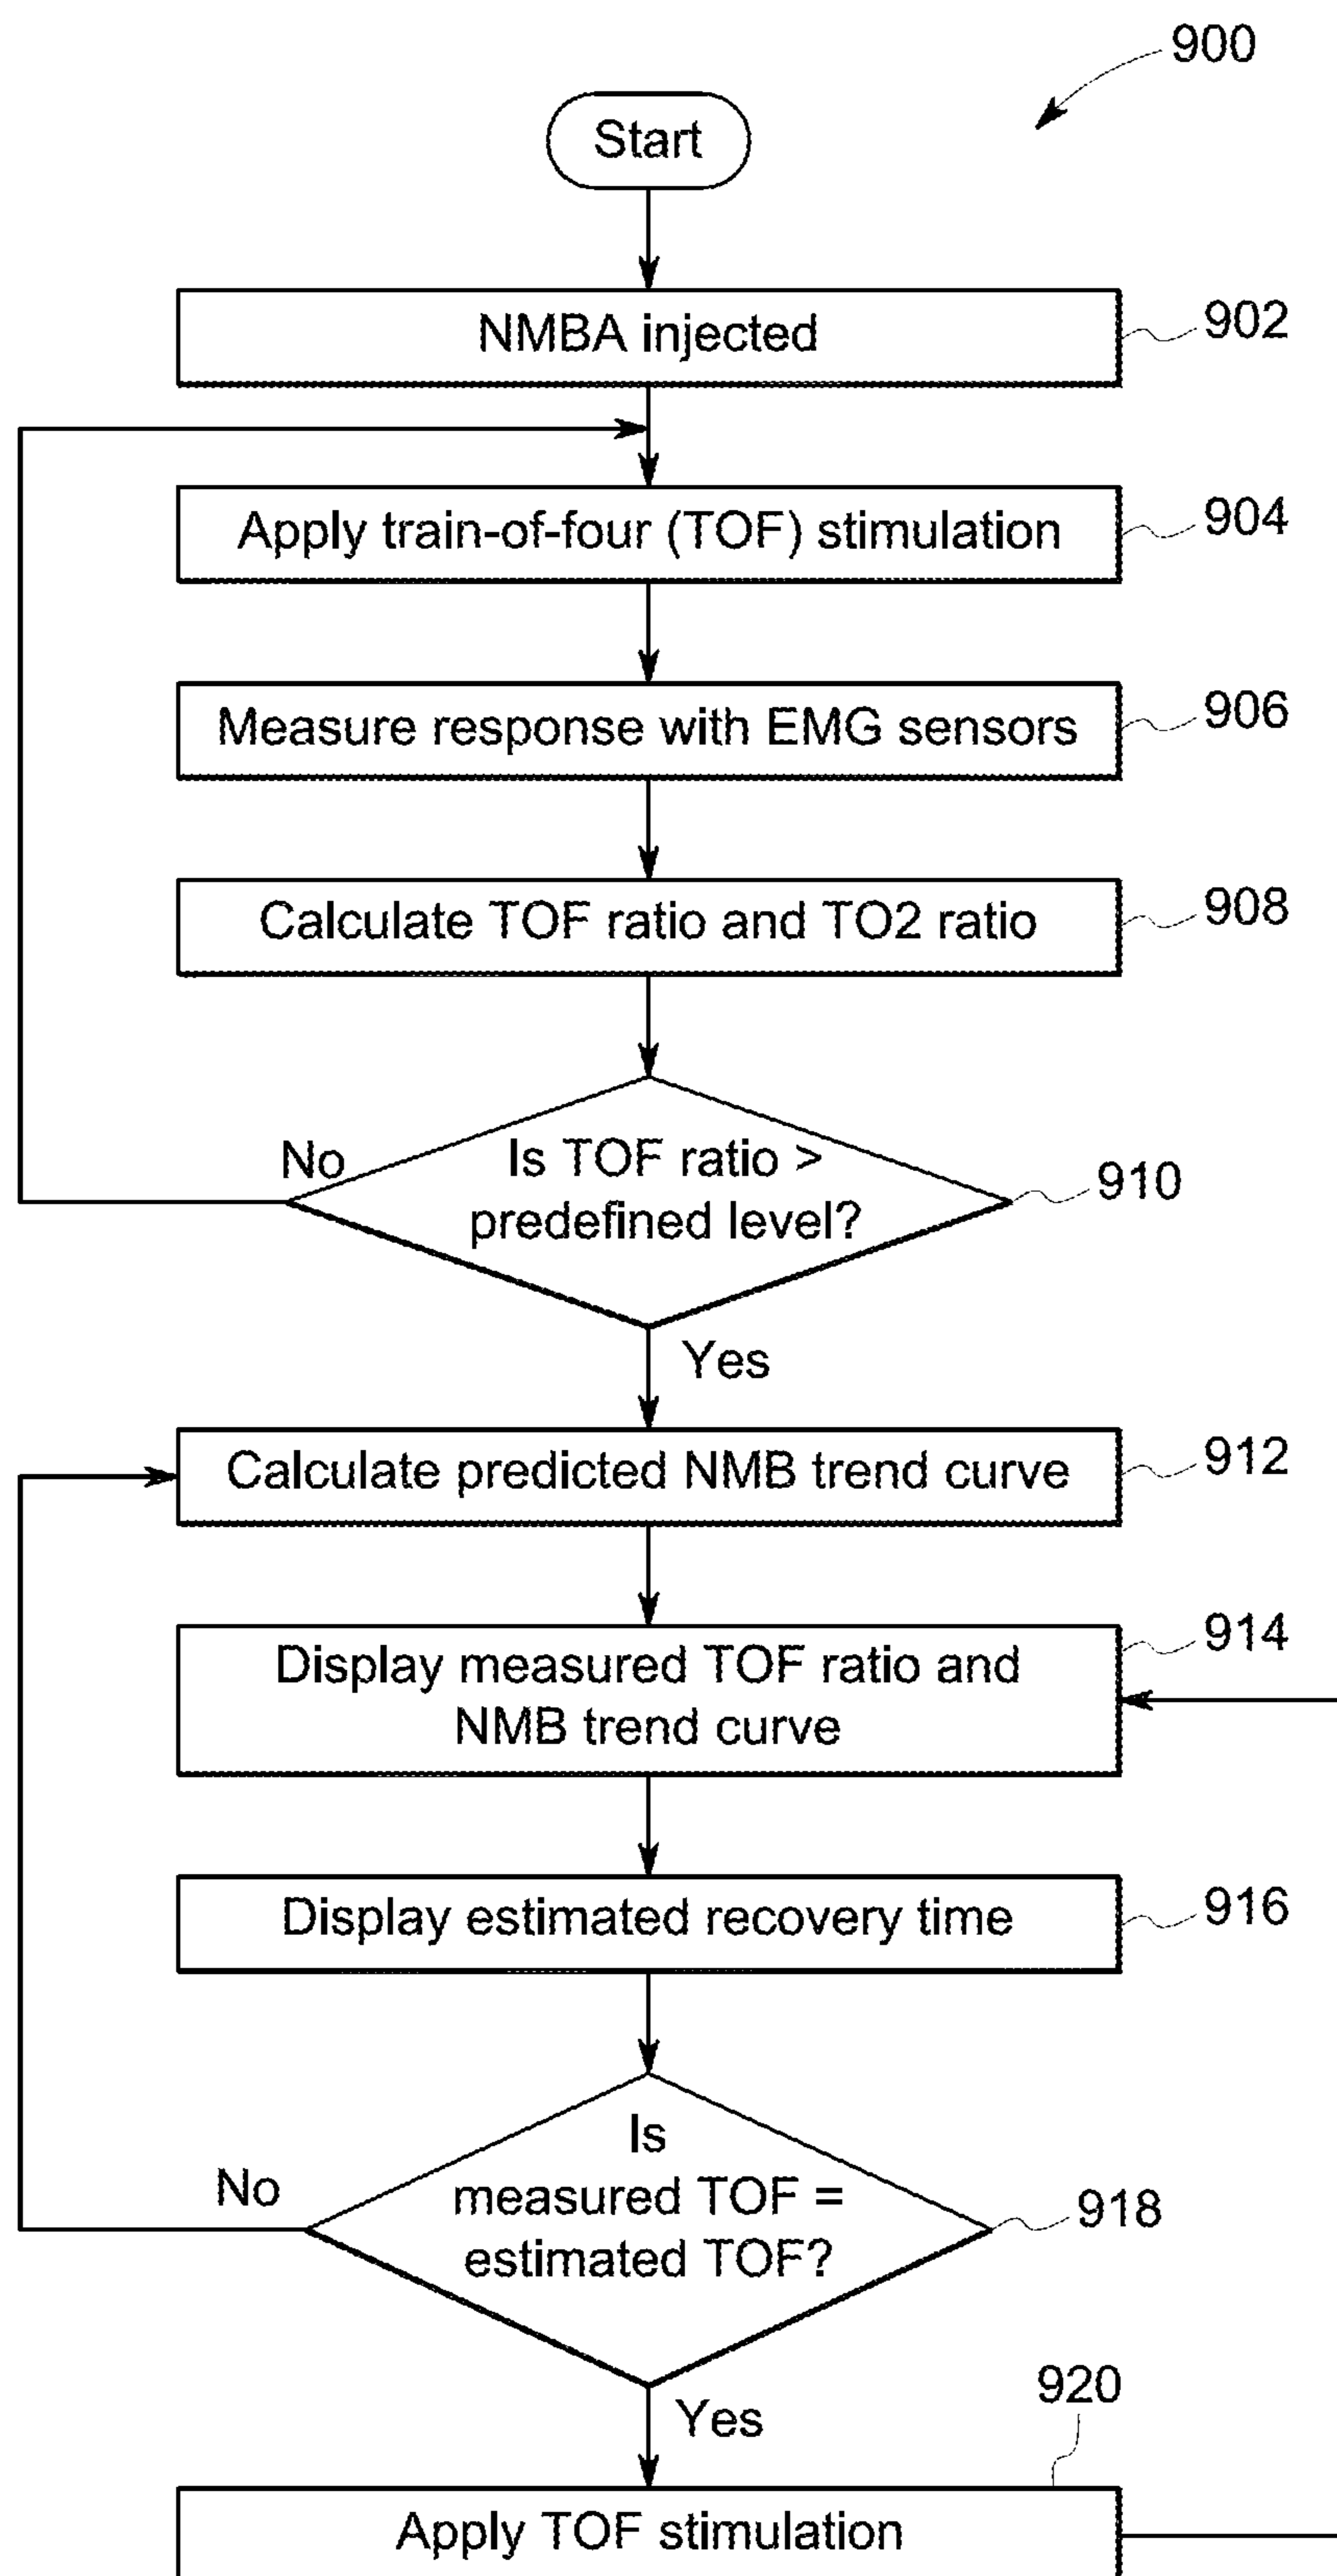 900
Start
NMBA injected
902
Apply train-of-four (TOF) stimulation
904
Measure response with EMG sensors
906
Calculate TOF ratio and TO2 ratio
908
No
Is TOF ratio >
predefined level?
910
Yes
Calculate predicted NMB trend curve
912
Display measured TOF ratio and
NMB trend curve
914
Display estimated recovery time
916
No
Is
measured TOF =
estimated TOF?
918
Yes
920
Apply TOF stimulation